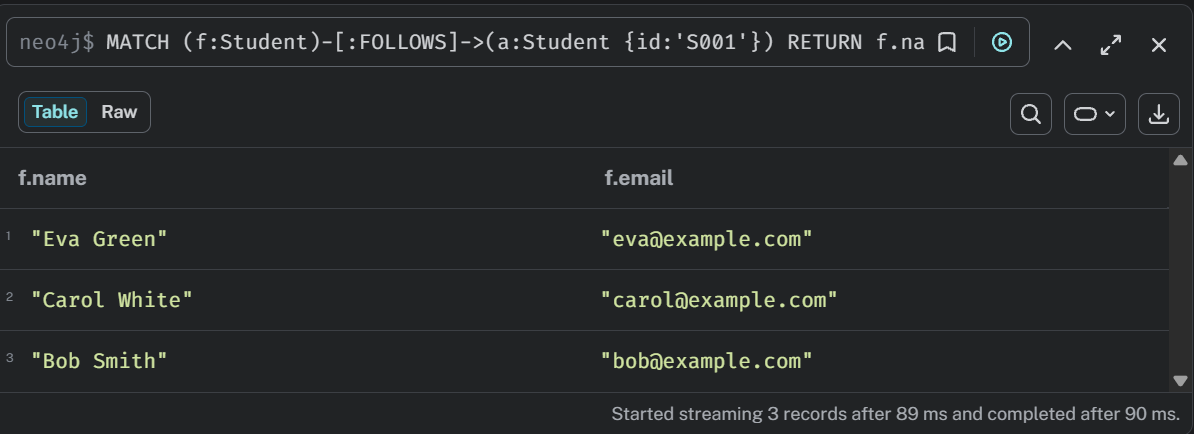 neo4j$ MATCH (f:Student)-[:FOLLOWS]->(a:Student {id:'S001'}) RETURN f.na
Table Raw
f.name f.email
1 "Eva Green" "eva@example.com"
2 "Carol White" "carol@example.com"
3 "Bob Smith" "bob@example.com"
Started streaming 3 records after 89 ms and completed after 90 ms.